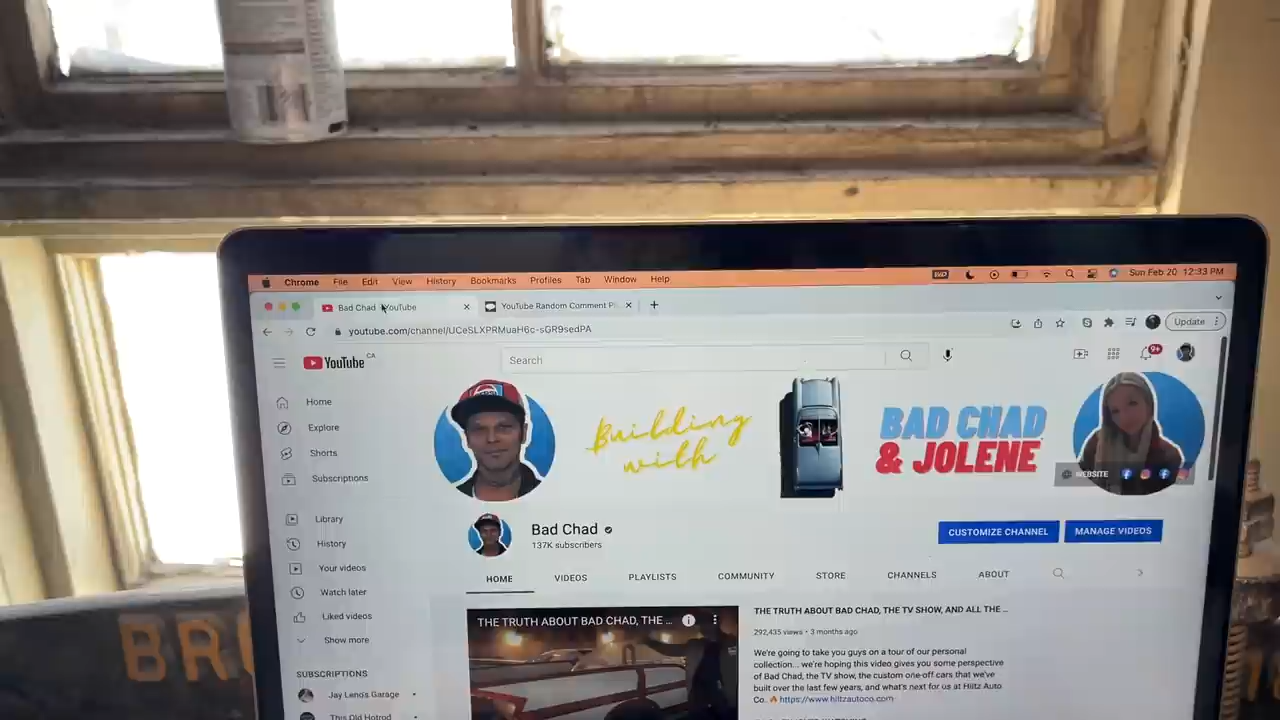 Chrome File Edit View History Bookmarks Profiles Tab Window Help
Sun Feb 20 12:33 PM
Bad Chad - YouTube
YouTube Random Comment P
youtube.com/channel/UCeSLXPRMuaH6c-sGR9sedPA
Update
YouTube CA
Search
9+
Home
Explore
Shorts
Subscriptions
Library
History
Your videos
Watch later
Liked videos
Show more
SUBSCRIPTIONS
Jay Leno's Garage
This Old Hotrod
Building
with
BAD CHAD
& JOLENE
WEBSITE
Bad Chad
137K subscribers
CUSTOMIZE CHANNEL
MANAGE VIDEOS
HOME VIDEOS PLAYLISTS COMMUNITY STORE CHANNELS ABOUT
THE TRUTH ABOUT BAD CHAD, THE ...
THE TRUTH ABOUT BAD CHAD, THE TV SHOW, AND ALL THE ...
292,435 views • 3 months ago
We're going to take you guys on a tour of our personal
collection... we're hoping this video gives you some perspective
of Bad Chad, the TV show, the custom one-off cars that we've
built over the last few years, and what's next for us at Hiltz Auto
Co. 🔥 https://www.hiltzautoco.com
BRO